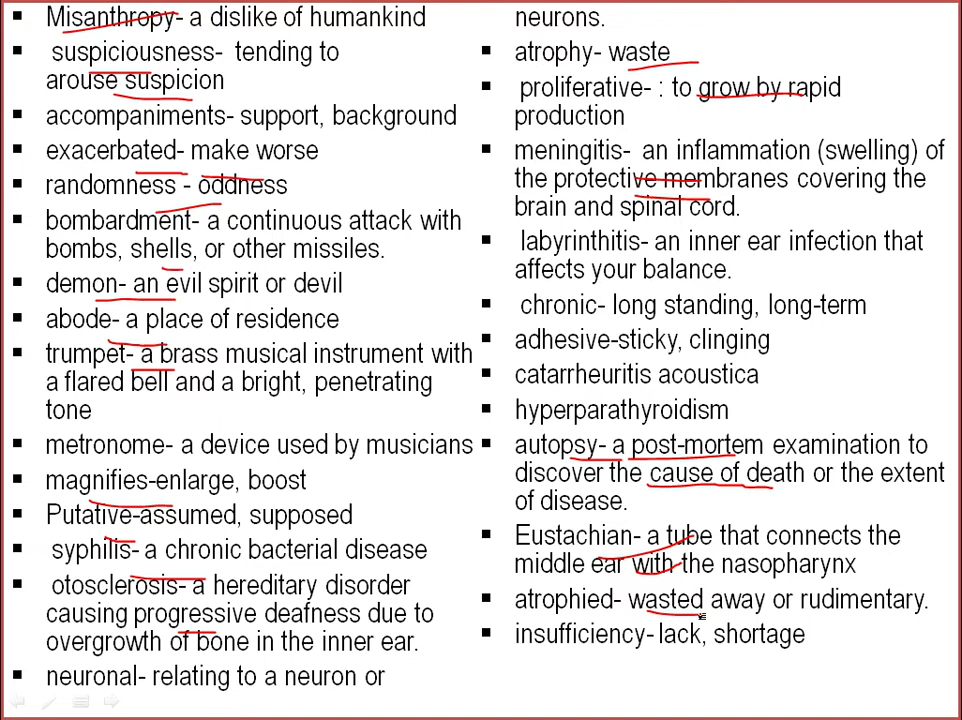 ▪ Misanthropy- a dislike of humankind
▪ suspiciousness- tending to
arouse suspicion
▪ accompaniments- support, background
▪ exacerbated- make worse
▪ randomness - oddness
▪ bombardment- a continuous attack with
bombs, shells, or other missiles.
▪ demon- an evil spirit or devil
▪ abode- a place of residence
▪ trumpet- a brass musical instrument with
a flared bell and a bright, penetrating
tone
▪ metronome- a device used by musicians
▪ magnifies-enlarge, boost
▪ Putative-assumed, supposed
▪ syphilis- a chronic bacterial disease
▪ otosclerosis- a hereditary disorder
causing progressive deafness due to
overgrowth of bone in the inner ear.
▪ neuronal- relating to a neuron or
neurons.
▪ atrophy- waste
▪ proliferative- : to grow by rapid
production
▪ meningitis- an inflammation (swelling) of
the protective membranes covering the
brain and spinal cord.
▪ labyrinthitis- an inner ear infection that
affects your balance.
▪ chronic- long standing, long-term
▪ adhesive-sticky, clinging
▪ catarrheuritis acoustica
▪ hyperparathyroidism
▪ autopsy- a post-mortem examination to
discover the cause of death or the extent
of disease.
▪ Eustachian- a tube that connects the
middle ear with the nasopharynx
▪ atrophied- wasted away or rudimentary.
▪ insufficiency- lack, shortage